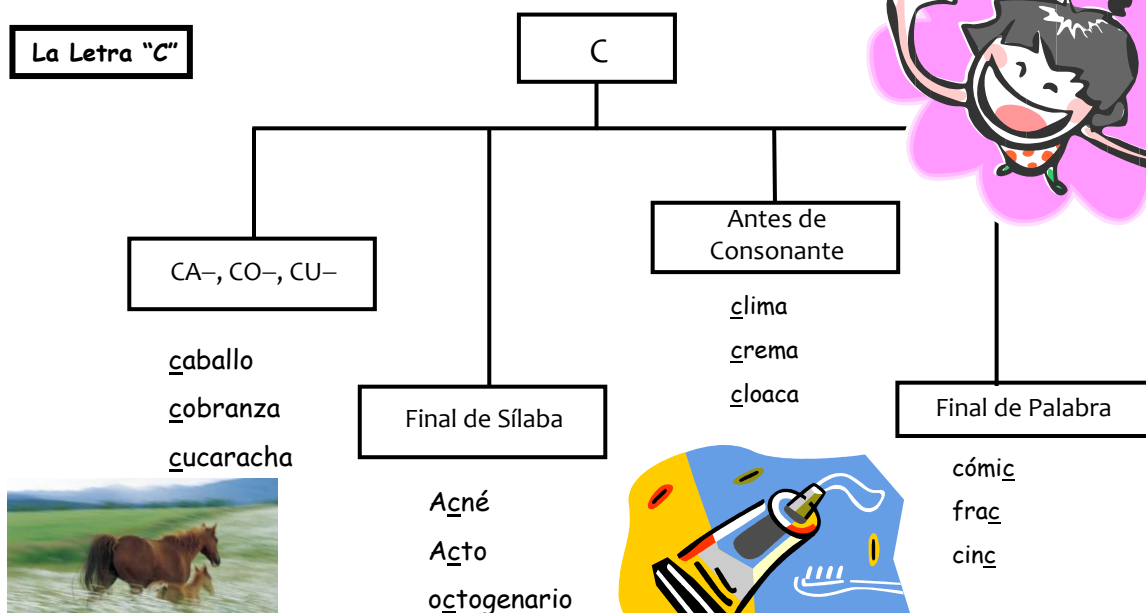 La Letra “C”
C
CA–, CO–, CU–
caballo
cobranza
cucaracha
Final de Sílaba
Acné
Acto
octogenario
Antes de
Consonante
clima
crema
cloaca
Final de Palabra
cómic
frac
cinc